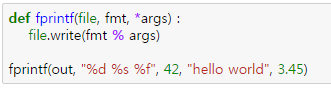 def fprintf(file, fmt, *args) :
    file.write(fmt % args)
fprintf(out, "%d %s %f", 42, "hello world", 3.45)